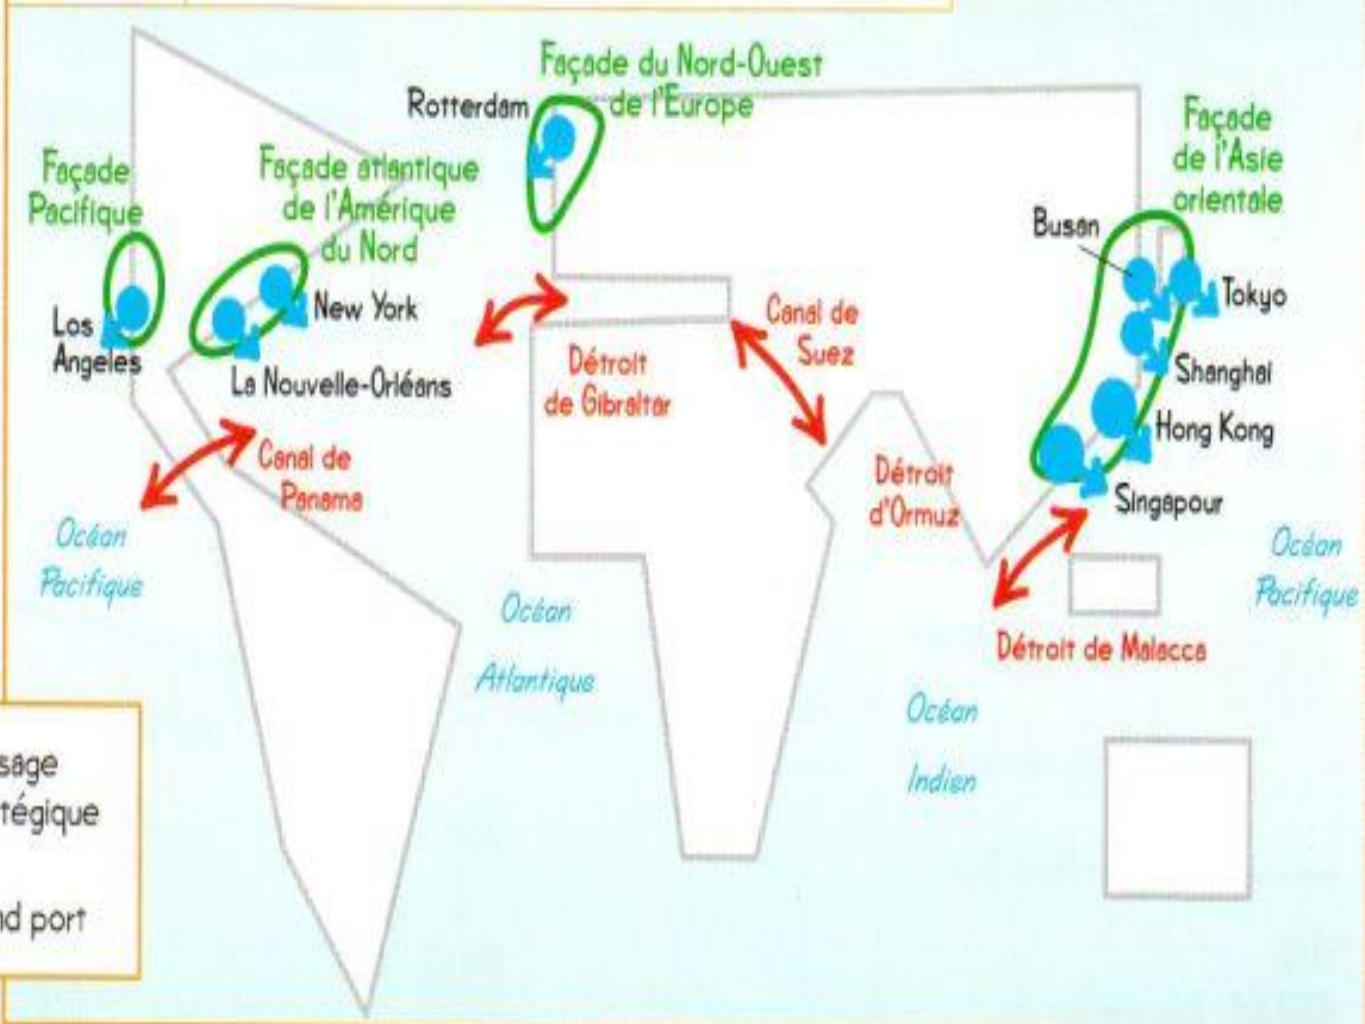 Façade du Nord-Ouest
de l'Europe
Rotterdam
Façade
de l'Asie
orientale
Façade
Pacifique
Façade atlantique
de l'Amérique
du Nord
Busan
Los
Angeles
New York
La Nouvelle-Orléans
Canal de
Suez
Tokyo
Détroit
de Gibraltar
Shanghai
Hong Kong
Canal de
Panama
Détroit
d'Ormuz
Singapour
Océan
Pacifique
Océan
Pacifique
Océan
Atlantique
Détroit de Malacca
Océan
Indien
sage
tégique
nd port